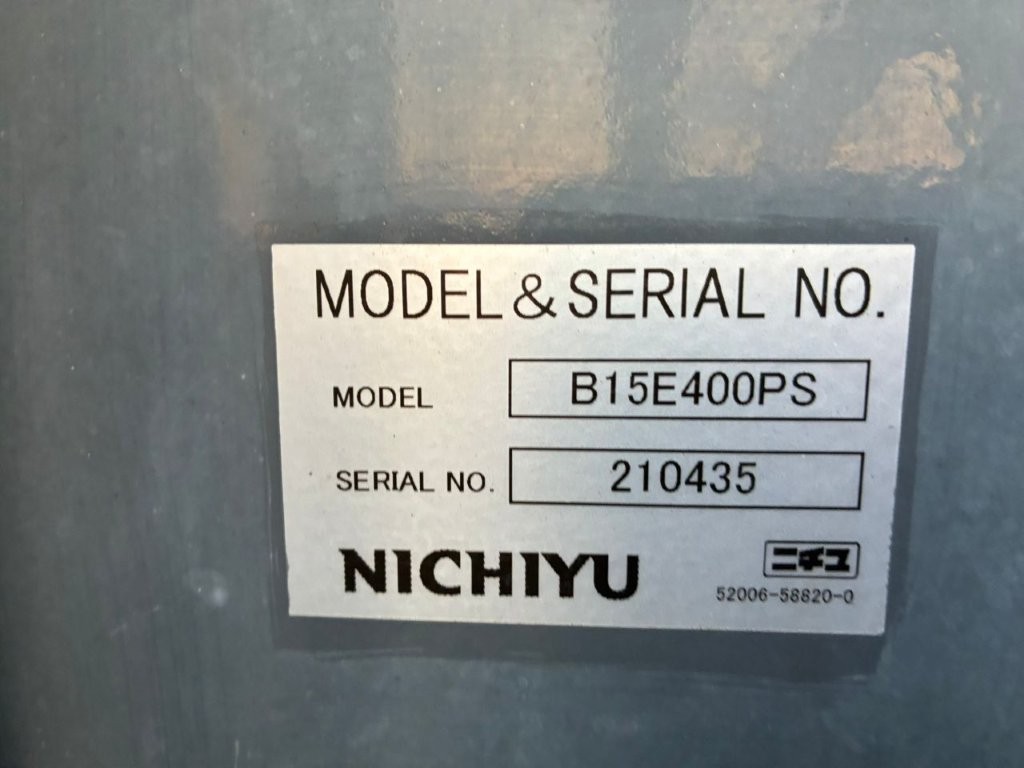 MODEL & SERIAL NO.
MODEL B15E400PS
SERIAL NO. 210435
NICHIYU ニチユ
52006-58820-0